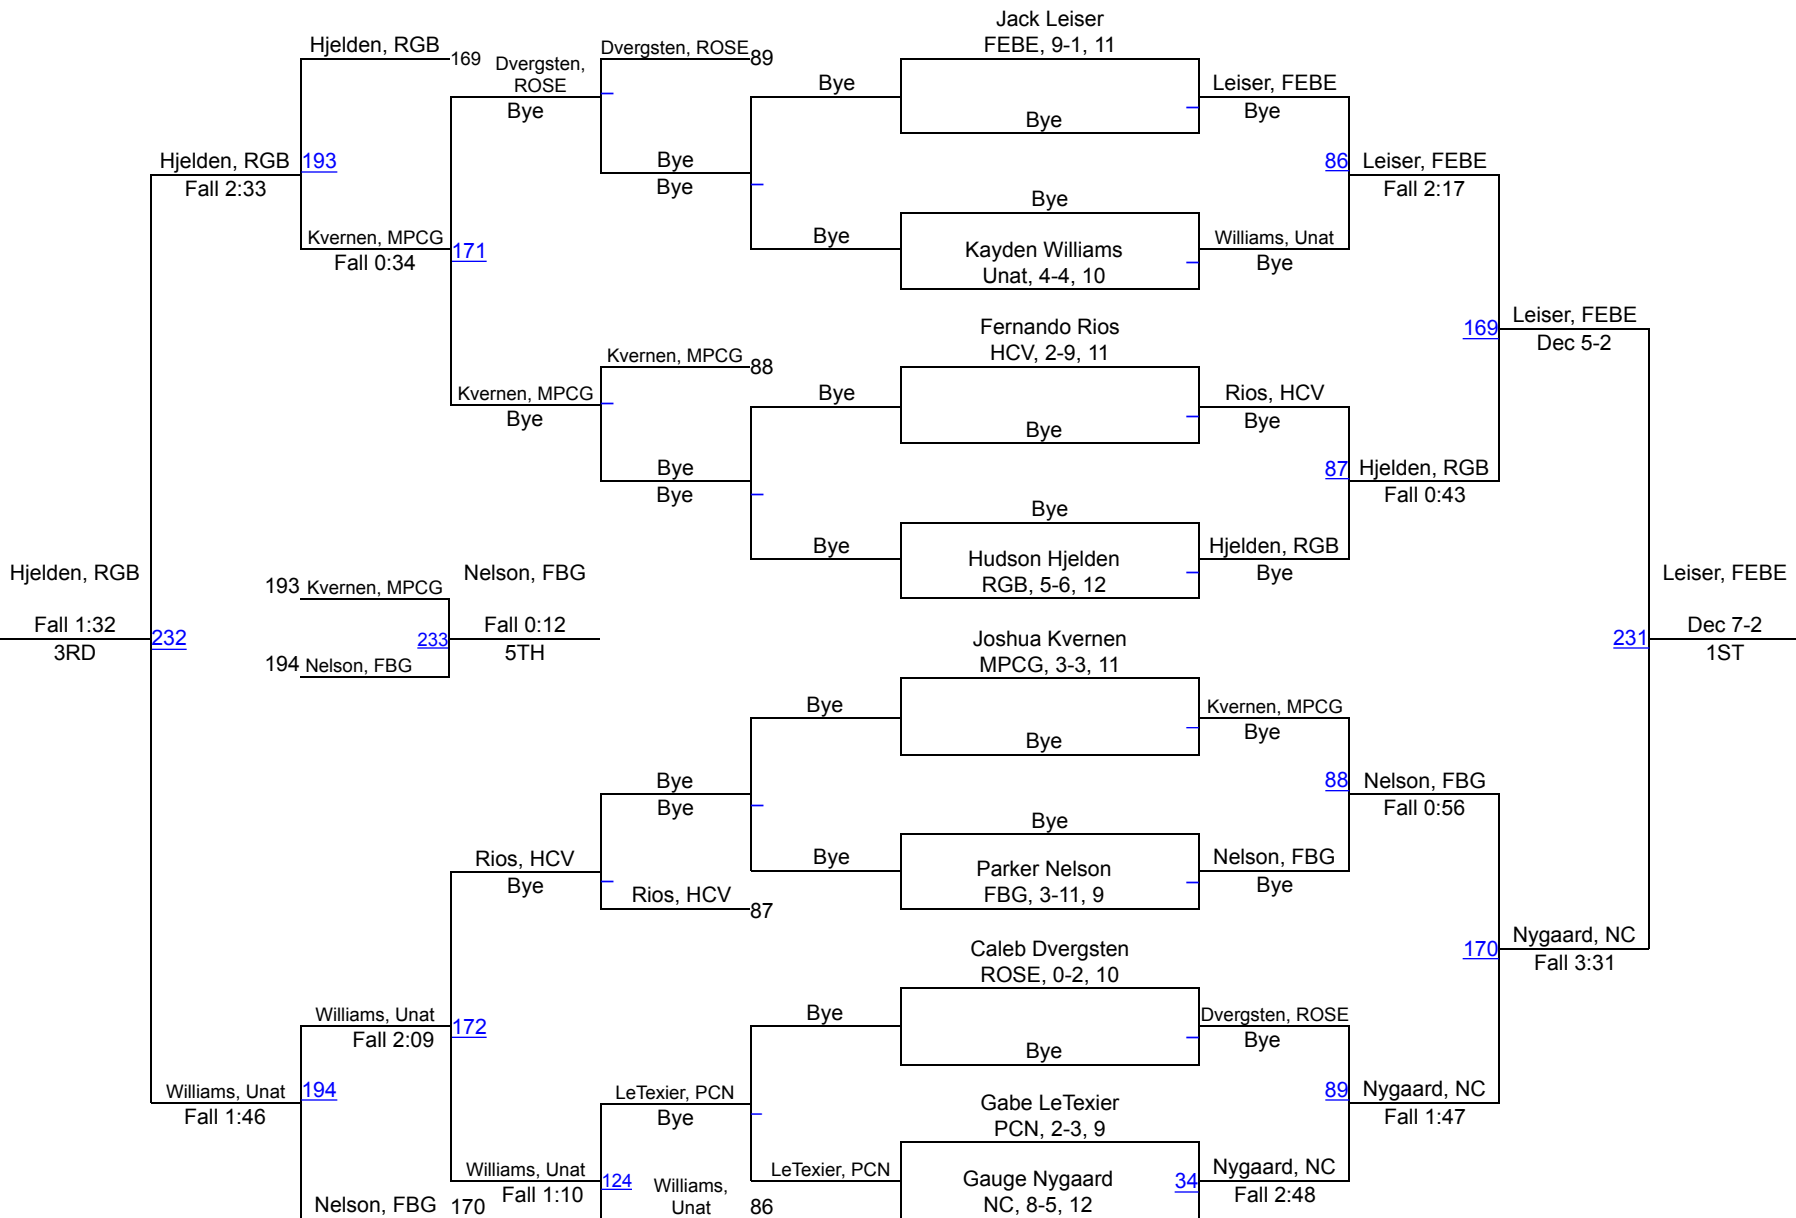 Jack Leiser
FEBE, 9-1, 11
Hjelden, RGB
169
Dvergsten,
ROSE
Bye
Dvergsten, ROSE
89
Bye
Bye
Leiser, FEBE
Bye
Hjelden, RGB
193
Fall 2:33
Bye
Bye
86
Leiser, FEBE
Fall 2:17
Kvernen, MPCG
Fall 0:34
171
Bye
Bye
Kayden Williams
Unat, 4-4, 10
Williams, Unat
Bye
Fernando Rios
HCV, 2-9, 11
169
Leiser, FEBE
Dec 5-2
Kvernen, MPCG
88
Kvernen, MPCG
Bye
Bye
Bye
Rios, HCV
Bye
Bye
Bye
87
Hjelden, RGB
Fall 0:43
Bye
Bye
Hudson Hjelden
RGB, 5-6, 12
Hjelden, RGB
Bye
Hjelden, RGB
Fall 1:32
3RD
232
193
Kvernen, MPCG
194
Nelson, FBG
233
Nelson, FBG
Fall 0:12
5TH
Leiser, FEBE
231
Dec 7-2
1ST
Joshua Kvernen
MPCG, 3-3, 11
Bye
Bye
Kvernen, MPCG
Bye
Bye
Bye
88
Nelson, FBG
Fall 0:56
Rios, HCV
Bye
Rios, HCV
87
Bye
Bye
Parker Nelson
FBG, 3-11, 9
Nelson, FBG
Bye
Caleb Dvergsten
ROSE, 0-2, 10
170
Nygaard, NC
Fall 3:31
Williams, Unat
Fall 2:09
172
Bye
Bye
Dvergsten, ROSE
Bye
Williams, Unat
194
Fall 1:46
LeTexier, PCN
Bye
Gabe LeTexier
PCN, 2-3, 9
89
Nygaard, NC
Fall 1:47
Williams, Unat
Fall 1:10
124
LeTexier, PCN
Gauge Nygaard
NC, 8-5, 12
34
Nygaard, NC
Fall 2:48
Nelson, FBG
170
Williams,
Unat
86